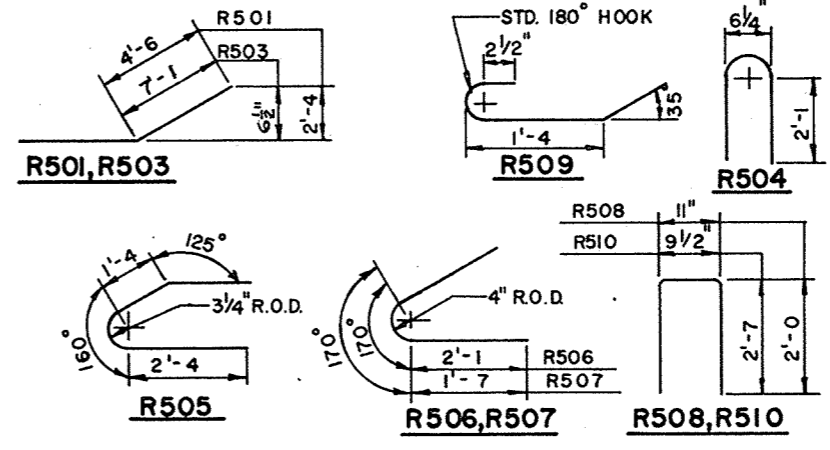 R501
4'-6
R503
7'-1
6½"
2'-4
R501, R503
STD. 180° HOOK
2½"
35°
1'-4
R509
6¼"
2'-1
R504
125°
1'-4
3¼" R.O.D.
160°
2'-4
R505
4" R.O.D.
170°
170°
2'-1 R506
1'-7 R507
R506, R507
R508 11"
R510 9½"
2'-7
2'-0
R508, R510